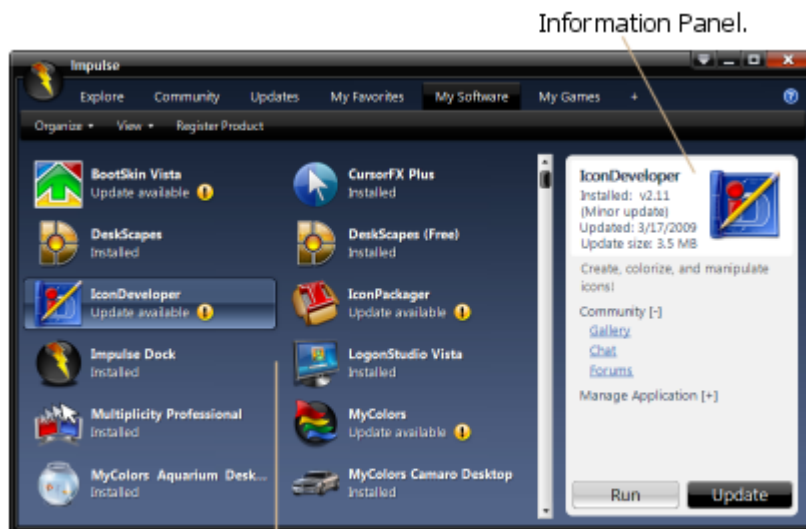 Information Panel.
Impulse
Explore Community Updates My Favorites My Software My Games +
Organize View Register Product
BootSkin Vista
Update available
CursorFX Plus
Installed
DeskScapes
Installed
DeskScapes (Free)
Installed
IconDeveloper
Update available
IconPackager
Update available
Impulse Dock
Installed
LogonStudio Vista
Installed
Multiplicity Professional
Installed
MyColors
Update available
MyColors Aquarium Desk...
Installed
MyColors Camaro Desktop
Installed
IconDeveloper
Installed: v2.11
(Minor update)
Updated: 3/17/2009
Update size: 3.5 MB
Create, colorize, and manipulate
icons!
Community [-]
Gallery
Chat
Forums
Manage Application [+]
Run Update